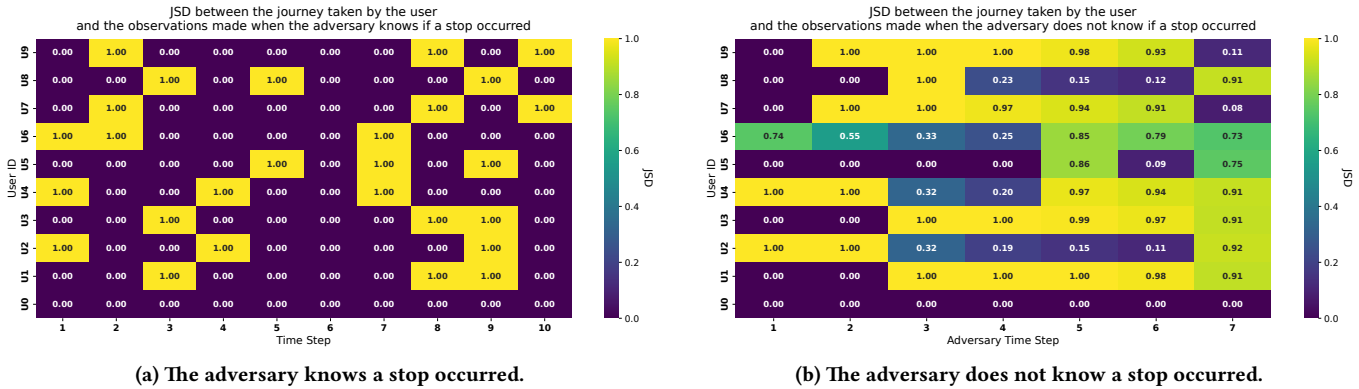 JSD between the journey taken by the user
and the observations made when the adversary knows if a stop occurred
U9 0.00 1.00 0.00 0.00 0.00 0.00 0.00 1.00 0.00 1.00
U8 0.00 0.00 1.00 0.00 1.00 0.00 0.00 0.00 1.00 0.00
U7 0.00 1.00 0.00 0.00 0.00 0.00 0.00 1.00 0.00 1.00
U6 1.00 1.00 0.00 0.00 0.00 0.00 1.00 0.00 0.00 0.00
U5 0.00 0.00 0.00 0.00 1.00 0.00 1.00 0.00 1.00 0.00
U4 1.00 0.00 0.00 1.00 0.00 0.00 1.00 0.00 0.00 0.00
U3 0.00 0.00 1.00 0.00 0.00 0.00 0.00 1.00 1.00 0.00
U2 1.00 0.00 0.00 1.00 0.00 0.00 0.00 0.00 1.00 0.00
U1 0.00 0.00 1.00 0.00 0.00 0.00 0.00 1.00 1.00 0.00
U0 0.00 0.00 0.00 0.00 0.00 0.00 0.00 0.00 0.00 0.00
1 2 3 4 5 6 7 8 9 10
Time Step
User ID
1.0
0.8
0.6
0.4
0.2
0.0
JSD
(a) The adversary knows a stop occurred.
JSD between the journey taken by the user
and the observations made when the adversary does not know if a stop occurred
U9 0.00 1.00 1.00 1.00 0.98 0.93 0.11
U8 0.00 0.00 1.00 0.23 0.15 0.12 0.91
U7 0.00 1.00 1.00 0.97 0.94 0.91 0.08
U6 0.74 0.55 0.33 0.25 0.85 0.79 0.73
U5 0.00 0.00 0.00 0.00 0.86 0.09 0.75
U4 1.00 1.00 0.32 0.20 0.97 0.94 0.91
U3 0.00 0.00 1.00 1.00 0.99 0.97 0.91
U2 1.00 1.00 0.32 0.19 0.15 0.11 0.92
U1 0.00 0.00 1.00 1.00 1.00 0.98 0.91
U0 0.00 0.00 0.00 0.00 0.00 0.00 0.00
1 2 3 4 5 6 7
Adversary Time Step
User ID
1.0
0.8
0.6
0.4
0.2
0.0
JSD
(b) The adversary does not know a stop occurred.